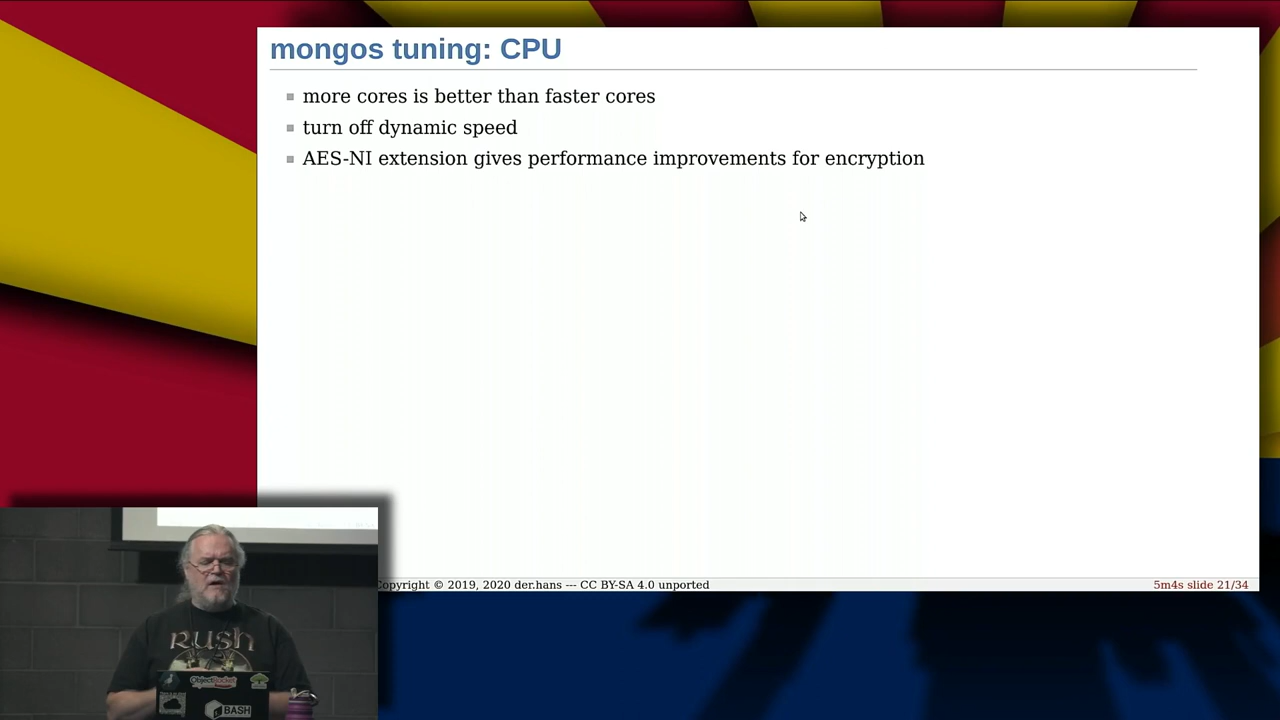 mongos tuning: CPU
more cores is better than faster cores
turn off dynamic speed
AES-NI extension gives performance improvements for encryption
opyright © 2019, 2020 der.hans --- CC BY-SA 4.0 unported
5m4s slide 21/34
RUSH
ObjectRocket
BASH